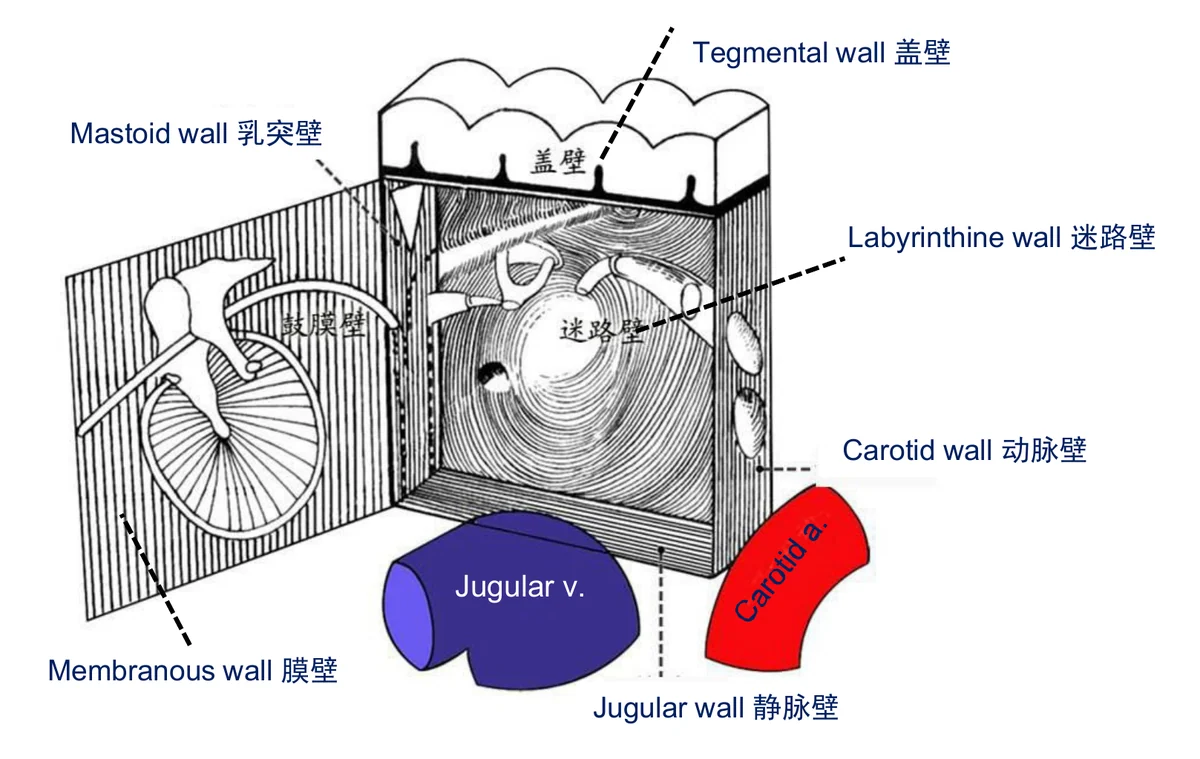 Tegmental wall 盖壁
Mastoid wall 乳突壁
盖壁
Labyrinthine wall 迷路壁
鼓膜壁
迷路壁
Carotid wall 动脉壁
Carotid a.
Jugular v.
Membranous wall 膜壁
Jugular wall 静脉壁